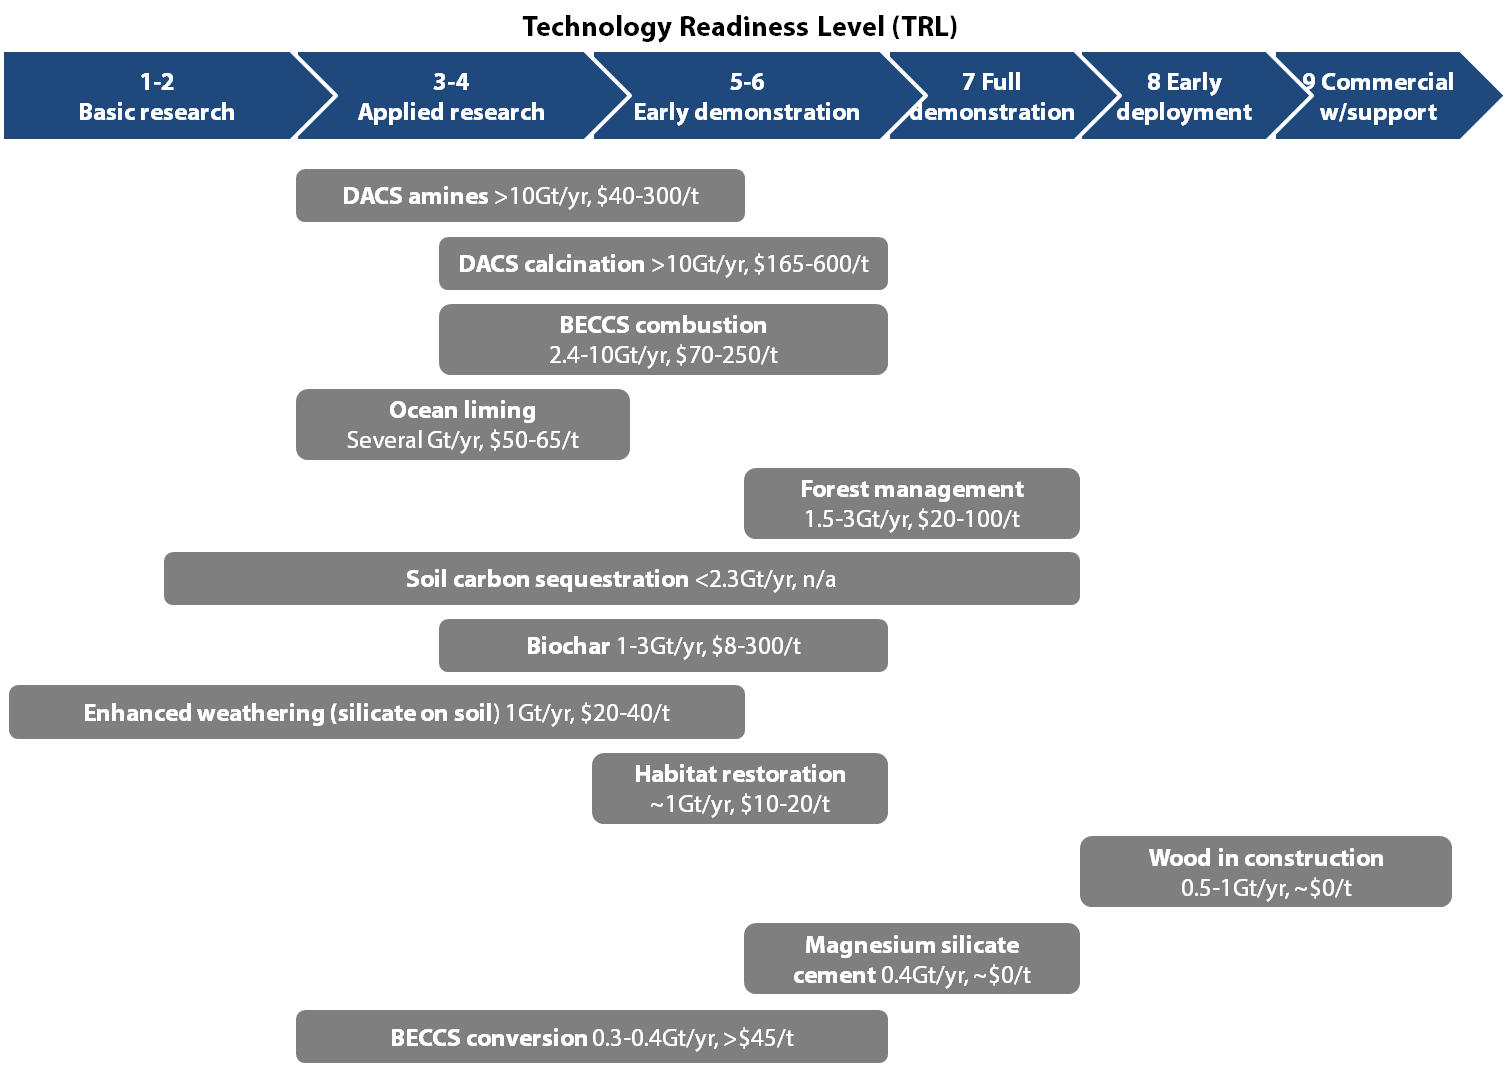 Technology Readiness Level (TRL)
1-2
Basic research
3-4
Applied research
5-6
Early demonstration
7 Full
demonstration
8 Early
deployment
9 Commercial
w/support
DACS amines >10Gt/yr, $40-300/t
DACS calcination >10Gt/yr, $165-600/t
BECCS combustion
2.4-10Gt/yr, $70-250/t
Ocean liming
Several Gt/yr, $50-65/t
Forest management
1.5-3Gt/yr, $20-100/t
Soil carbon sequestration <2.3Gt/yr, n/a
Biochar 1-3Gt/yr, $8-300/t
Enhanced weathering (silicate on soil) 1Gt/yr, $20-40/t
Habitat restoration
~1Gt/yr, $10-20/t
Wood in construction
0.5-1Gt/yr, ~$0/t
Magnesium silicate
cement 0.4Gt/yr, ~$0/t
BECCS conversion 0.3-0.4Gt/yr, >$45/t